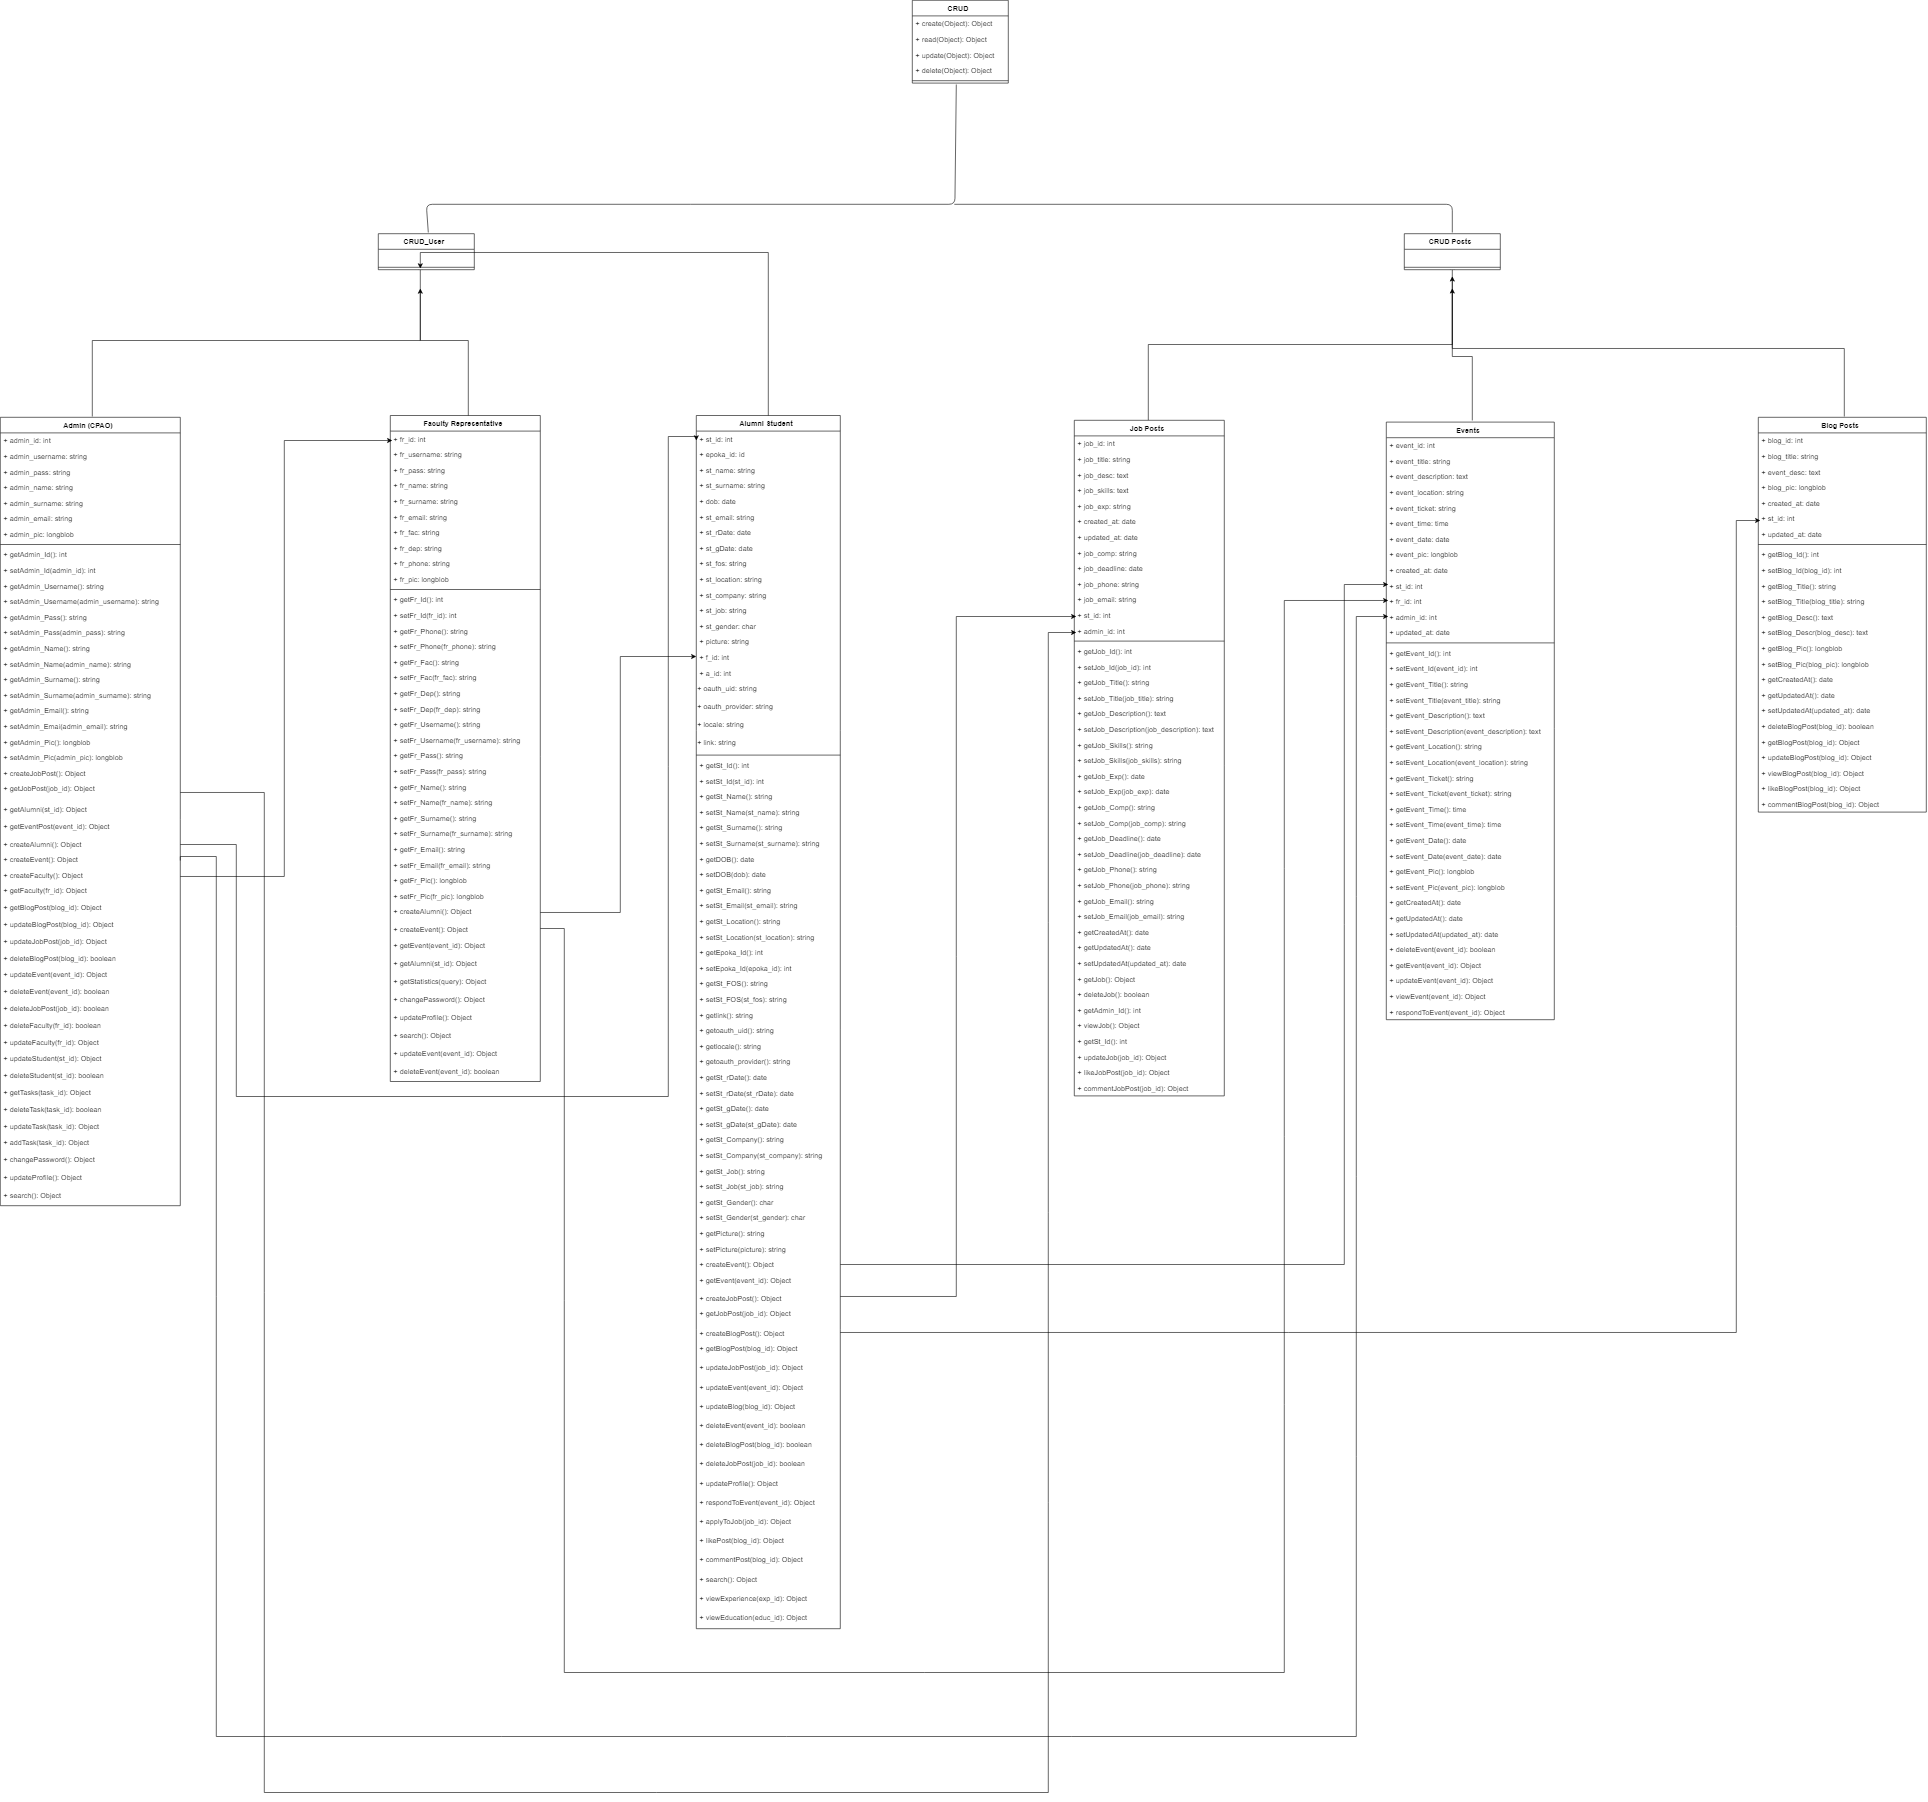 CRUD
+ create(Object): Object
+ read(Object): Object
+ update(Object): Object
+ delete(Object): Object
CRUD_User
CRUD Posts
Admin (CPAO)
+ admin_id: int
+ admin_username: string
+ admin_pass: string
+ admin_name: string
+ admin_surname: string
+ admin_email: string
+ admin_pic: longblob
+ getAdmin_Id(): int
+ setAdmin_Id(admin_id): int
+ getAdmin_Username(): string
+ setAdmin_Username(admin_username): string
+ getAdmin_Pass(): string
+ setAdmin_Pass(admin_pass): string
+ getAdmin_Name(): string
+ setAdmin_Name(admin_name): string
+ getAdmin_Surname(): string
+ setAdmin_Surname(admin_surname): string
+ getAdmin_Email(): string
+ setAdmin_Emai(admin_email): string
+ getAdmin_Pic(): longblob
+ setAdmin_Pic(admin_pic): longblob
+ createJobPost(): Object
+ getJobPost(job_id): Object
+ getAlumni(st_id): Object
+ getEventPost(event_id): Object
+ createAlumni(): Object
+ createEvent(): Object
+ createFaculty(): Object
+ getFaculty(fr_id): Object
+ getBlogPost(blog_id): Object
+ updateBlogPost(blog_id): Object
+ updateJobPost(job_id): Object
+ deleteBlogPost(blog_id): boolean
+ updateEvent(event_id): Object
+ deleteEvent(event_id): boolean
+ deleteJobPost(job_id): boolean
+ deleteFaculty(fr_id): boolean
+ updateFaculty(fr_id): Object
+ updateStudent(st_id): Object
+ deleteStudent(st_id): boolean
+ getTasks(task_id): Object
+ deleteTask(task_id): boolean
+ updateTask(task_id): Object
+ addTask(task_id): Object
+ changePassword(): Object
+ updateProfile(): Object
+ search(): Object
Faculty Representative
+ fr_id: int
+ fr_username: string
+ fr_pass: string
+ fr_name: string
+ fr_surname: string
+ fr_email: string
+ fr_fac: string
+ fr_dep: string
+ fr_phone: string
+ fr_pic: longblob
+ getFr_Id(): int
+ setFr_Id(fr_id): int
+ getFr_Phone(): string
+ setFr_Phone(fr_phone): string
+ getFr_Fac(): string
+ setFr_Fac(fr_fac): string
+ getFr_Dep(): string
+ setFr_Dep(fr_dep): string
+ getFr_Username(): string
+ setFr_Username(fr_username): string
+ getFr_Pass(): string
+ setFr_Pass(fr_pass): string
+ getFr_Name(): string
+ setFr_Name(fr_name): string
+ getFr_Surname(): string
+ setFr_Surname(fr_surname): string
+ getFr_Email(): string
+ setFr_Email(fr_email): string
+ getFr_Pic(): longblob
+ setFr_Pic(fr_pic): longblob
+ createAlumni(): Object
+ createEvent(): Object
+ getEvent(event_id): Object
+ getAlumni(st_id): Object
+ getStatistics(query): Object
+ changePassword(): Object
+ updateProfile(): Object
+ search(): Object
+ updateEvent(event_id): Object
+ deleteEvent(event_id): boolean
Alumni Student
+ st_id: int
+ epoka_id: id
+ st_name: string
+ st_surname: string
+ dob: date
+ st_email: string
+ st_rDate: date
+ st_gDate: date
+ st_fos: string
+ st_location: string
+ st_company: string
+ st_job: string
+ st_gender: char
+ picture: string
+ f_id: int
+ a_id: int
+ oauth_uid: string
+ oauth_provider: string
+ locale: string
+ link: string
+ getSt_Id(): int
+ setSt_Id(st_id): int
+ getSt_Name(): string
+ setSt_Name(st_name): string
+ getSt_Surname(): string
+ setSt_Surname(st_surname): string
+ getDOB(): date
+ setDOB(dob): date
+ getSt_Email(): string
+ setSt_Email(st_email): string
+ getSt_Location(): string
+ setSt_Location(st_location): string
+ getEpoka_Id(): int
+ setEpoka_Id(epoka_id): int
+ getSt_FOS(): string
+ setSt_FOS(st_fos): string
+ getlink(): string
+ getoauth_uid(): string
+ getlocale(): string
+ getoauth_provider(): string
+ getSt_rDate(): date
+ setSt_rDate(st_rDate): date
+ getSt_gDate(): date
+ setSt_gDate(st_gDate): date
+ getSt_Company(): string
+ setSt_Company(st_company): string
+ getSt_Job(): string
+ setSt_Job(st_job): string
+ getSt_Gender(): char
+ setSt_Gender(st_gender): char
+ getPicture(): string
+ setPicture(picture): string
+ createEvent(): Object
+ getEvent(event_id): Object
+ createJobPost(): Object
+ getJobPost(job_id): Object
+ createBlogPost(): Object
+ getBlogPost(blog_id): Object
+ updateJobPost(job_id): Object
+ updateEvent(event_id): Object
+ updateBlog(blog_id): Object
+ deleteEvent(event_id): boolean
+ deleteBlogPost(blog_id): boolean
+ deleteJobPost(job_id): boolean
+ updateProfile(): Object
+ respondToEvent(event_id): Object
+ applyToJob(job_id): Object
+ likePost(blog_id): Object
+ commentPost(blog_id): Object
+ search(): Object
+ viewExperience(exp_id): Object
+ viewEducation(educ_id): Object
Job Posts
+ job_id: int
+ job_title: string
+ job_desc: text
+ job_skills: text
+ job_exp: string
+ created_at: date
+ updated_at: date
+ job_comp: string
+ job_deadline: date
+ job_phone: string
+ job_email: string
+ st_id: int
+ admin_id: int
+ getJob_Id(): int
+ setJob_Id(job_id): int
+ getJob_Title(): string
+ setJob_Title(job_title): string
+ getJob_Description(): text
+ setJob_Description(job_description): text
+ getJob_Skills(): string
+ setJob_Skills(job_skills): string
+ getJob_Exp(): date
+ setJob_Exp(job_exp): date
+ getJob_Comp(): string
+ setJob_Comp(job_comp): string
+ getJob_Deadline(): date
+ setJob_Deadline(job_deadline): date
+ getJob_Phone(): string
+ setJob_Phone(job_phone): string
+ getJob_Email(): string
+ setJob_Email(job_email): string
+ getCreatedAt(): date
+ getUpdatedAt(): date
+ setUpdatedAt(updated_at): date
+ getJob(): Object
+ deleteJob(): boolean
+ getAdmin_Id(): int
+ viewJob(): Object
+ getSt_Id(): int
+ updateJob(job_id): Object
+ likeJobPost(job_id): Object
+ commentJobPost(job_id): Object
Events
+ event_id: int
+ event_title: string
+ event_description: text
+ event_location: string
+ event_ticket: string
+ event_time: time
+ event_date: date
+ event_pic: longblob
+ created_at: date
+ st_id: int
+ fr_id: int
+ admin_id: int
+ updated_at: date
+ getEvent_Id(): int
+ setEvent_Id(event_id): int
+ getEvent_Title(): string
+ setEvent_Title(event_title): string
+ getEvent_Description(): text
+ setEvent_Description(event_description): text
+ getEvent_Location(): string
+ setEvent_Location(event_location): string
+ getEvent_Ticket(): string
+ setEvent_Ticket(event_ticket): string
+ getEvent_Time(): time
+ setEvent_Time(event_time): time
+ getEvent_Date(): date
+ setEvent_Date(event_date): date
+ getEvent_Pic(): longblob
+ setEvent_Pic(event_pic): longblob
+ getCreatedAt(): date
+ getUpdatedAt(): date
+ setUpdatedAt(updated_at): date
+ deleteEvent(event_id): boolean
+ getEvent(event_id): Object
+ updateEvent(event_id): Object
+ viewEvent(event_id): Object
+ respondToEvent(event_id): Object
Blog Posts
+ blog_id: int
+ blog_title: string
+ event_desc: text
+ blog_pic: longblob
+ created_at: date
+ st_id: int
+ updated_at: date
+ getBlog_Id(): int
+ setBlog_Id(blog_id): int
+ getBlog_Title(): string
+ setBlog_Title(blog_title): string
+ getBlog_Desc(): text
+ setBlog_Descr(blog_desc): text
+ getBlog_Pic(): longblob
+ setBlog_Pic(blog_pic): longblob
+ getCreatedAt(): date
+ getUpdatedAt(): date
+ setUpdatedAt(updated_at): date
+ deleteBlogPost(blog_id): boolean
+ getBlogPost(blog_id): Object
+ updateBlogPost(blog_id): Object
+ viewBlogPost(blog_id): Object
+ likeBlogPost(blog_id): Object
+ commentBlogPost(blog_id): Object